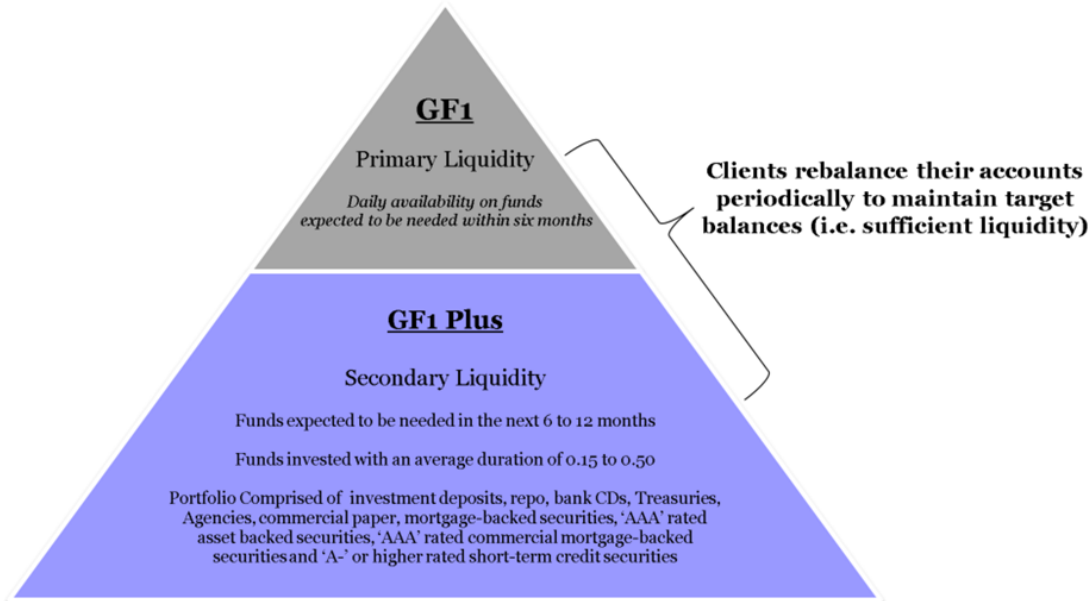 GF1
Primary Liquidity
Daily availability on funds
expected to be needed within six months
Clients rebalance their accounts
periodically to maintain target
balances (i.e. sufficient liquidity)
GF1 Plus
Secondary Liquidity
Funds expected to be needed in the next 6 to 12 months
Funds invested with an average duration of 0.15 to 0.50
Portfolio Comprised of investment deposits, repo, bank CDs, Treasuries,
Agencies, commercial paper, mortgage-backed securities, ‘AAA’ rated
asset backed securities, ‘AAA’ rated commercial mortgage-backed
securities and ‘A-’ or higher rated short-term credit securities